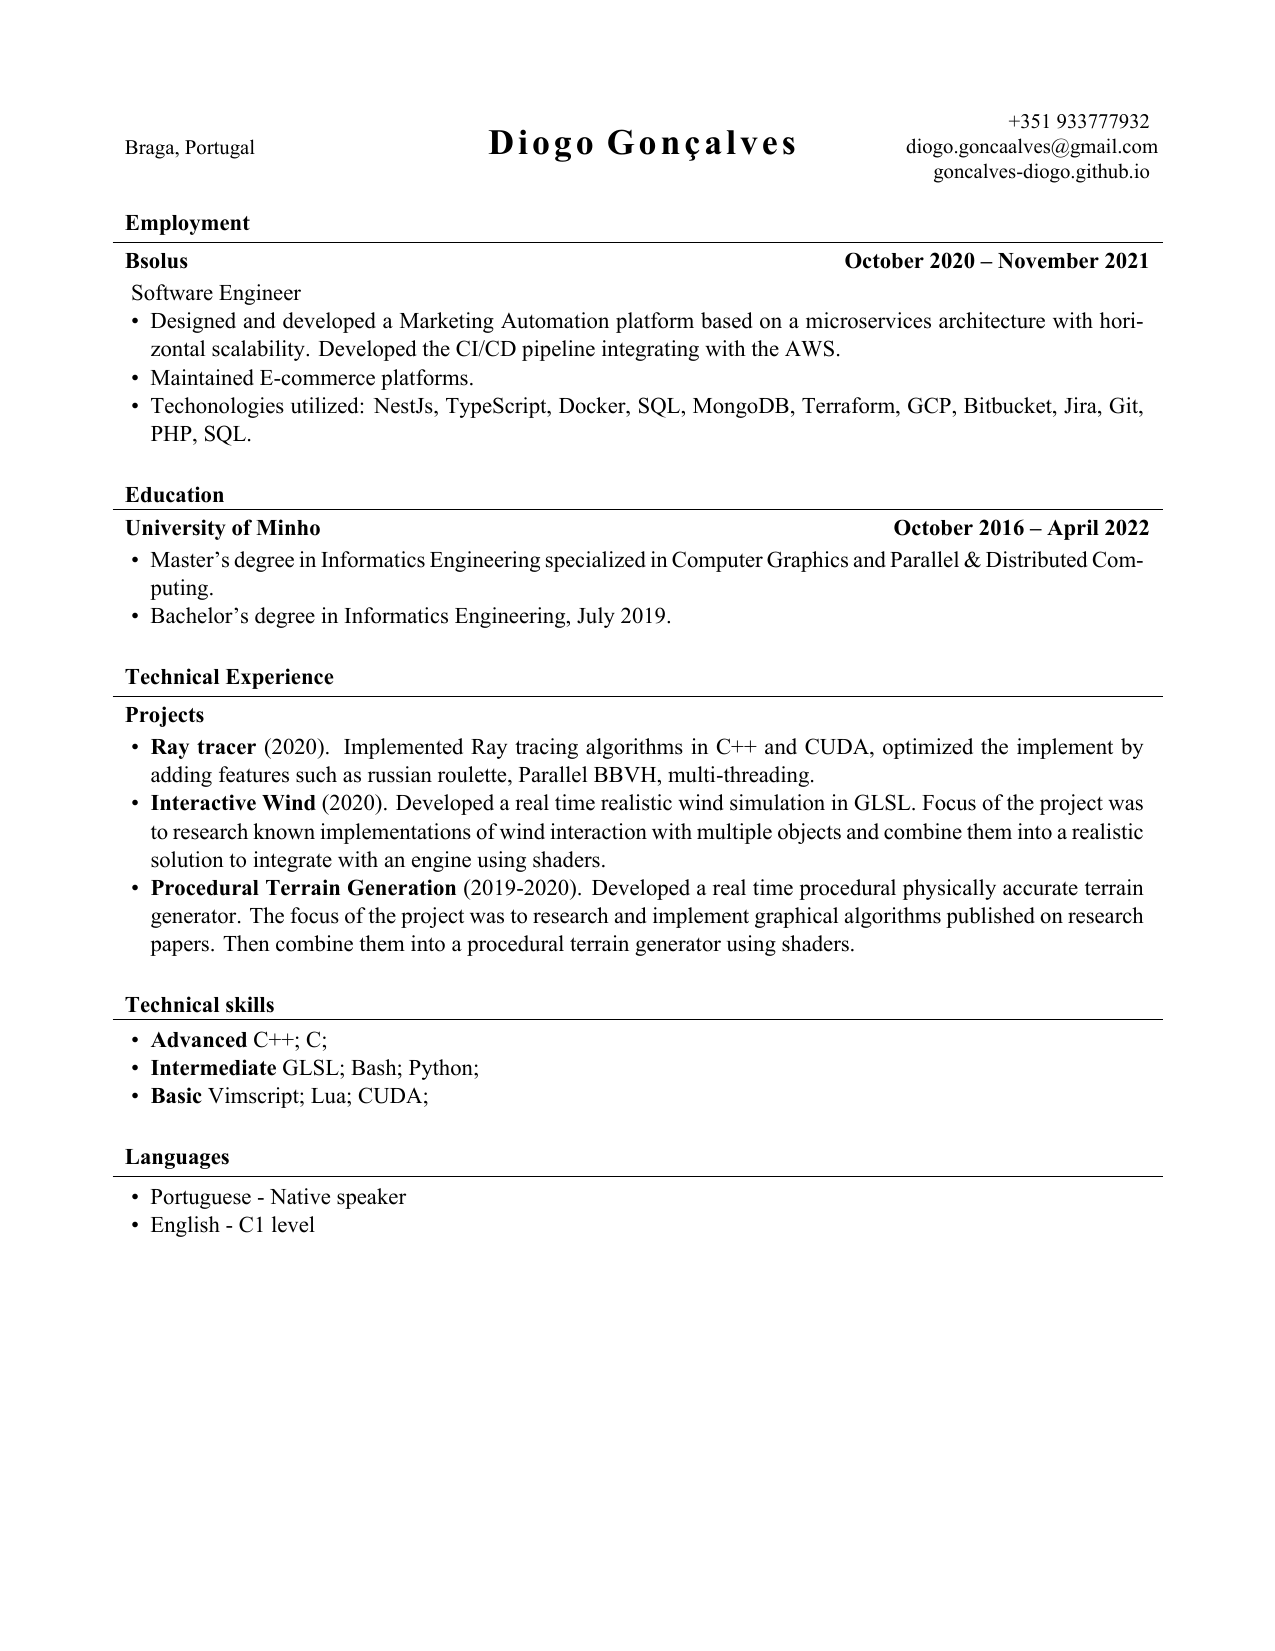 Braga, Portugal
Diogo Gonçalves
+351 933777932
diogo.goncaalves@gmail.com
goncalves-diogo.github.io
Employment
Bsolus October 2020 – November 2021
Software Engineer
• Designed and developed a Marketing Automation platform based on a microservices architecture with hori-
zontal scalability. Developed the CI/CD pipeline integrating with the AWS.
• Maintained E-commerce platforms.
• Techonologies utilized: NestJs, TypeScript, Docker, SQL, MongoDB, Terraform, GCP, Bitbucket, Jira, Git,
PHP, SQL.
Education
University of Minho October 2016 – April 2022
• Master’s degree in Informatics Engineering specialized in Computer Graphics and Parallel & Distributed Com-
puting.
• Bachelor’s degree in Informatics Engineering, July 2019.
Technical Experience
Projects
• Ray tracer (2020). Implemented Ray tracing algorithms in C++ and CUDA, optimized the implement by
adding features such as russian roulette, Parallel BBVH, multi-threading.
• Interactive Wind (2020). Developed a real time realistic wind simulation in GLSL. Focus of the project was
to research known implementations of wind interaction with multiple objects and combine them into a realistic
solution to integrate with an engine using shaders.
• Procedural Terrain Generation (2019-2020). Developed a real time procedural physically accurate terrain
generator. The focus of the project was to research and implement graphical algorithms published on research
papers. Then combine them into a procedural terrain generator using shaders.
Technical skills
• Advanced C++; C;
• Intermediate GLSL; Bash; Python;
• Basic Vimscript; Lua; CUDA;
Languages
• Portuguese - Native speaker
• English - C1 level